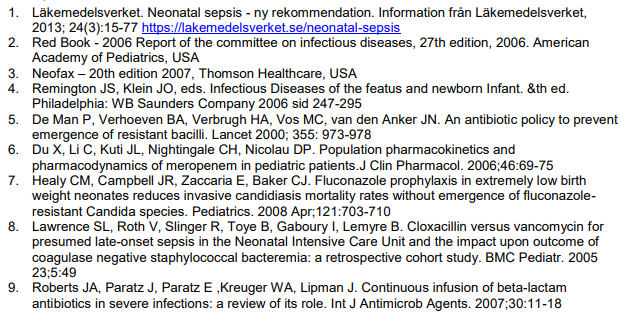 1. Läkemedelsverket. Neonatal sepsis - ny rekommendation. Information från Läkemedelsverket,
2013; 24(3):15-77 https://lakemedelsverket.se/neonatal-sepsis
2. Red Book - 2006 Report of the committee on infectious diseases, 27th edition, 2006. American
Academy of Pediatrics, USA
3. Neofax – 20th edition 2007, Thomson Healthcare, USA
4. Remington JS, Klein JO, eds. Infectious Diseases of the featus and newborn Infant. &th ed.
Philadelphia: WB Saunders Company 2006 sid 247-295
5. De Man P, Verhoeven BA, Verbrugh HA, Vos MC, van den Anker JN. An antibiotic policy to prevent
emergence of resistant bacilli. Lancet 2000; 355: 973-978
6. Du X, Li C, Kuti JL, Nightingale CH, Nicolau DP. Population pharmacokinetics and
pharmacodynamics of meropenem in pediatric patients.J Clin Pharmacol. 2006;46:69-75
7. Healy CM, Campbell JR, Zaccaria E, Baker CJ. Fluconazole prophylaxis in extremely low birth
weight neonates reduces invasive candidiasis mortality rates without emergence of fluconazole-
resistant Candida species. Pediatrics. 2008 Apr;121:703-710
8. Lawrence SL, Roth V, Slinger R, Toye B, Gaboury I, Lemyre B. Cloxacillin versus vancomycin for
presumed late-onset sepsis in the Neonatal Intensive Care Unit and the impact upon outcome of
coagulase negative staphylococcal bacteremia: a retrospective cohort study. BMC Pediatr. 2005
23;5:49
9. Roberts JA, Paratz J, Paratz E ,Kreuger WA, Lipman J. Continuous infusion of beta-lactam
antibiotics in severe infections: a review of its role. Int J Antimicrob Agents. 2007;30:11-18